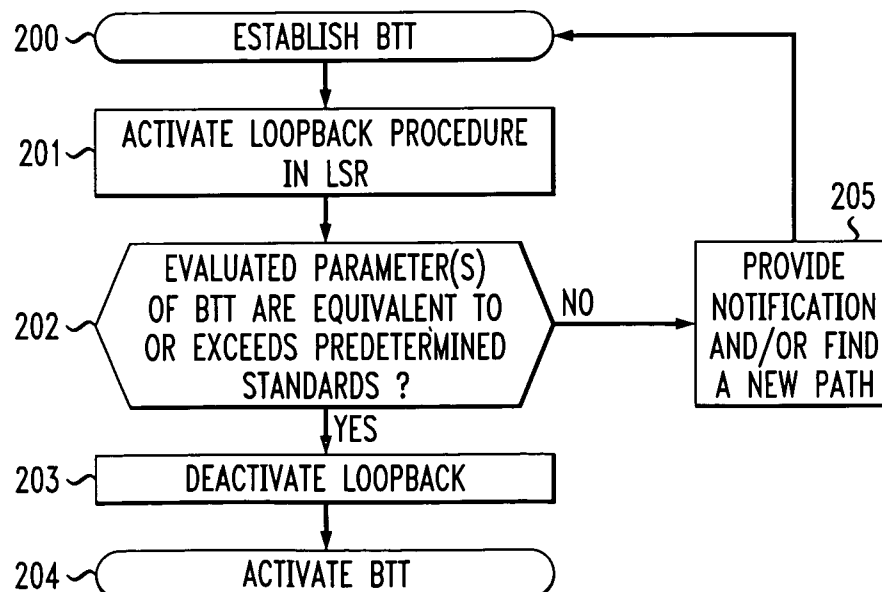 200
ESTABLISH BTT
201
ACTIVATE LOOPBACK PROCEDURE
IN LSR
202
EVALUATED PARAMETER(S)
OF BTT ARE EQUIVALENT TO
OR EXCEEDS PREDETERMINED
STANDARDS ?
NO
205
PROVIDE
NOTIFICATION
AND/OR FIND
A NEW PATH
YES
203
DEACTIVATE LOOPBACK
204
ACTIVATE BTT